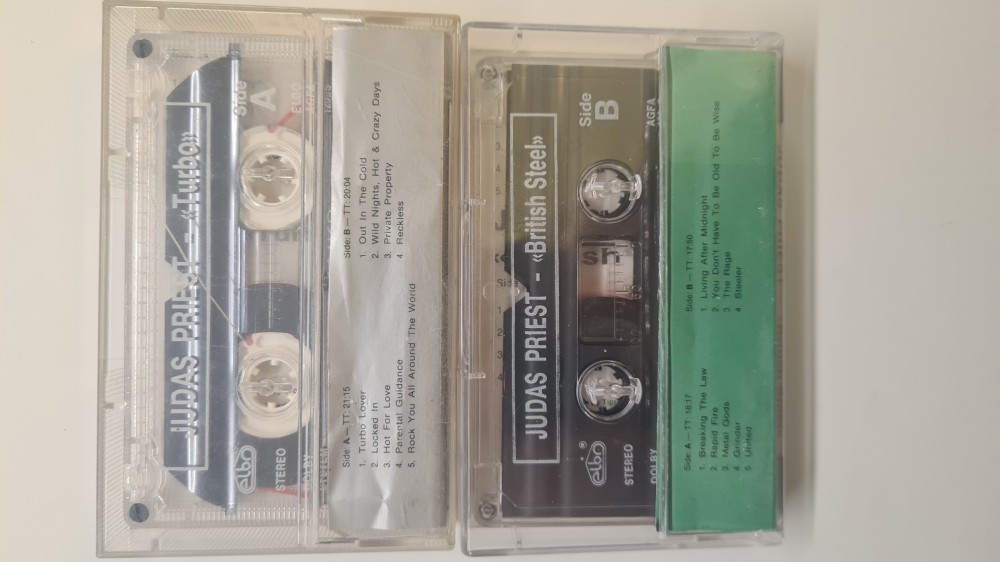 JUDAS PRIEST - «Turbo»
Side
A
elbo
STEREO
DOLBY
SYSTEM
Side A — TT: 21:15
1. Turbo Lover
2. Locked In
3. Hot For Love
4. Parental Guidance
5. Rock You All Around The World
Side: B — TT: 20:04
1. Out In The Cold
2. Wild Nights, Hot & Crazy Days
3. Private Property
4. Reckless
JUDAS PRIEST - «British Steel»
Side
B
sh
elbo
STEREO
DOLBY
AGFA
Side A — TT: 16:17
1. Breaking The Law
2. Rapid Fire
3. Metal Gods
4. Grinder
5. United
Side B — TT: 17:50
1. Living After Midnight
2. You Don't Have To Be Old To Be Wise
3. The Rage
4. Steeler